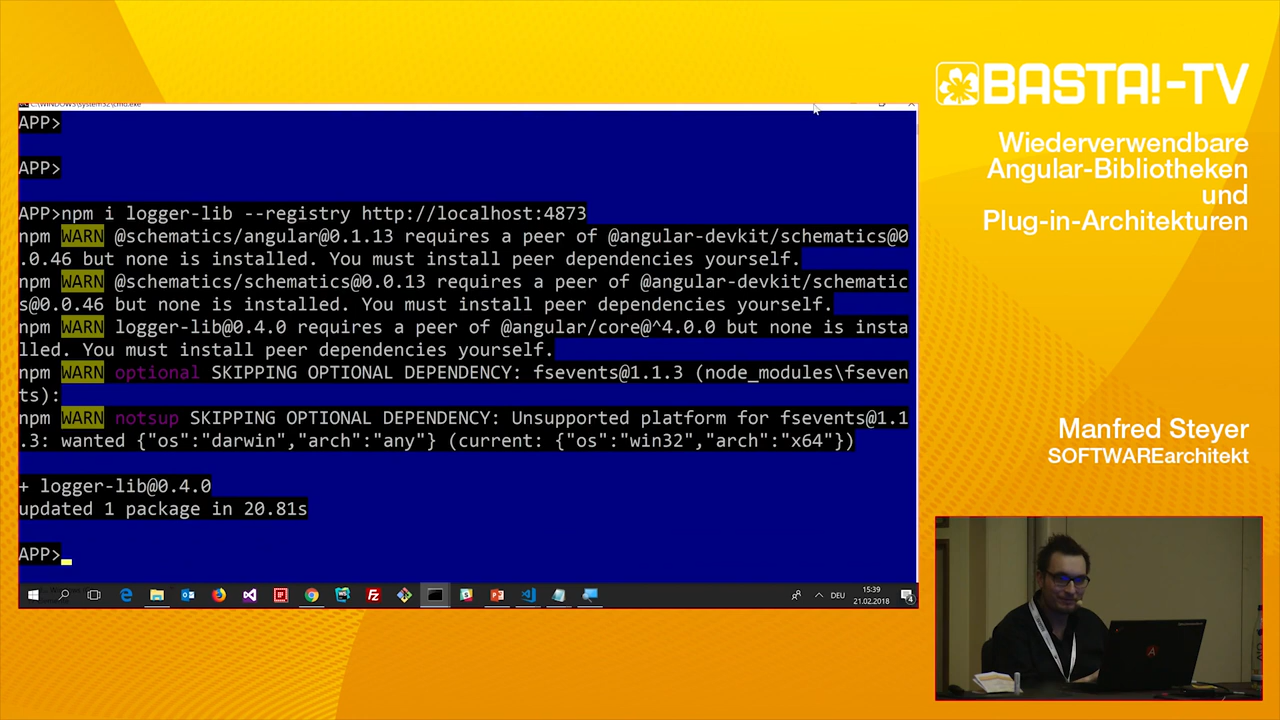 C:\WINDOWS\system32\cmd.exe
APP>
APP>
APP>npm i logger-lib --registry http://localhost:4873
npm WARN @schematics/angular@0.1.13 requires a peer of @angular-devkit/schematics@0
.0.46 but none is installed. You must install peer dependencies yourself.
npm WARN @schematics/schematics@0.0.13 requires a peer of @angular-devkit/schematic
s@0.0.46 but none is installed. You must install peer dependencies yourself.
npm WARN logger-lib@0.4.0 requires a peer of @angular/core@^4.0.0 but none is insta
lled. You must install peer dependencies yourself.
npm WARN optional SKIPPING OPTIONAL DEPENDENCY: fsevents@1.1.3 (node_modules\fseven
ts):
npm WARN notsup SKIPPING OPTIONAL DEPENDENCY: Unsupported platform for fsevents@1.1
.3: wanted {"os":"darwin","arch":"any"} (current: {"os":"win32","arch":"x64"})
+ logger-lib@0.4.0
updated 1 package in 20.81s
APP>
DEU
15:39
21.02.2018
4
BASTA!-TV
Wiederverwendbare
Angular-Bibliotheken
und
Plug-in-Architekturen
Manfred Steyer
SOFTWAREarchitekt